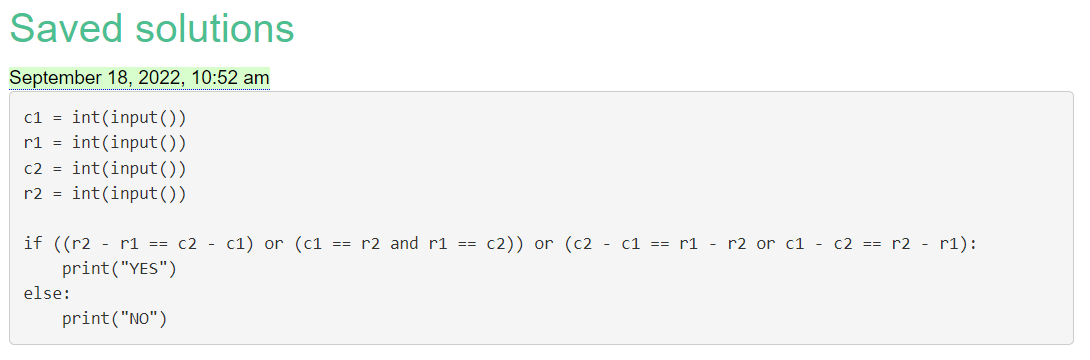 Saved solutions
September 18, 2022, 10:52 am
c1 = int(input())
r1 = int(input())
c2 = int(input())
r2 = int(input())
if ((r2 - r1 == c2 - c1) or (c1 == r2 and r1 == c2)) or (c2 - c1 == r1 - r2 or c1 - c2 == r2 - r1):
    print("YES")
else:
    print("NO")